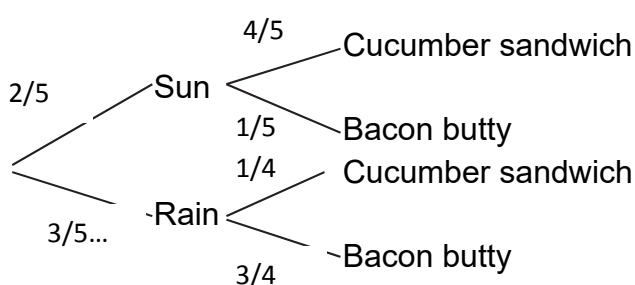 4/5
Cucumber sandwich
2/5
Sun
1/5
Bacon butty
1/4
Cucumber sandwich
Rain
3/5...
Bacon butty
3/4